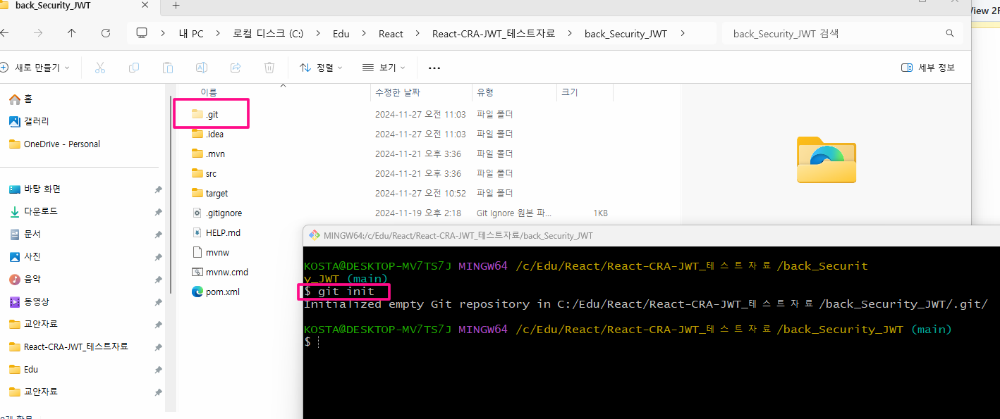 back_Security_JWT
View 2F
내 PC > 로컬 디스크 (C:) > Edu > React > React-CRA-JWT_테스트자료 > back_Security_JWT >
back_Security_JWT 검색
새로 만들기
정렬
보기
세부 정보
홈
갤러리
OneDrive - Personal
바탕 화면
다운로드
문서
사진
음악
동영상
교안자료
React-CRA-JWT_테스트자료
Edu
교안자료
이름 수정한 날짜 유형 크기
.git 2024-11-27 오전 11:03 파일 폴더
.idea 2024-11-27 오전 11:03 파일 폴더
.mvn 2024-11-21 오후 3:36 파일 폴더
src 2024-11-21 오후 3:36 파일 폴더
target 2024-11-27 오전 10:52 파일 폴더
.gitignore 2024-11-19 오후 2:18 Git Ignore 원본 파... 1KB
HELP.md
mvnw
mvnw.cmd
pom.xml
MINGW64:/c/Edu/React/React-CRA-JWT_테스트자료/back_Security_JWT
KOSTA@DESKTOP-MV7TS7J MINGW64 /c/Edu/React/React-CRA-JWT_테스트자료/back_Securit
y_JWT (main)
$ git init
Initialized empty Git repository in C:/Edu/React/React-CRA-JWT_테스트자료/back_Security_JWT/.git/
KOSTA@DESKTOP-MV7TS7J MINGW64 /c/Edu/React/React-CRA-JWT_테스트자료/back_Security_JWT (main)
$